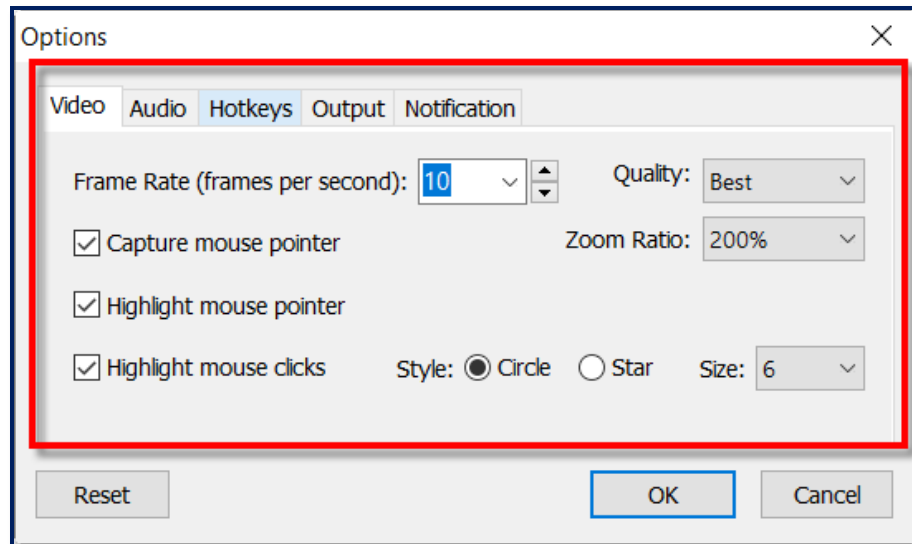 Options
Video Audio Hotkeys Output Notification
Frame Rate (frames per second): 10 Quality: Best
Capture mouse pointer Zoom Ratio: 200%
Highlight mouse pointer
Highlight mouse clicks Style: Circle Star Size: 6
Reset OK Cancel